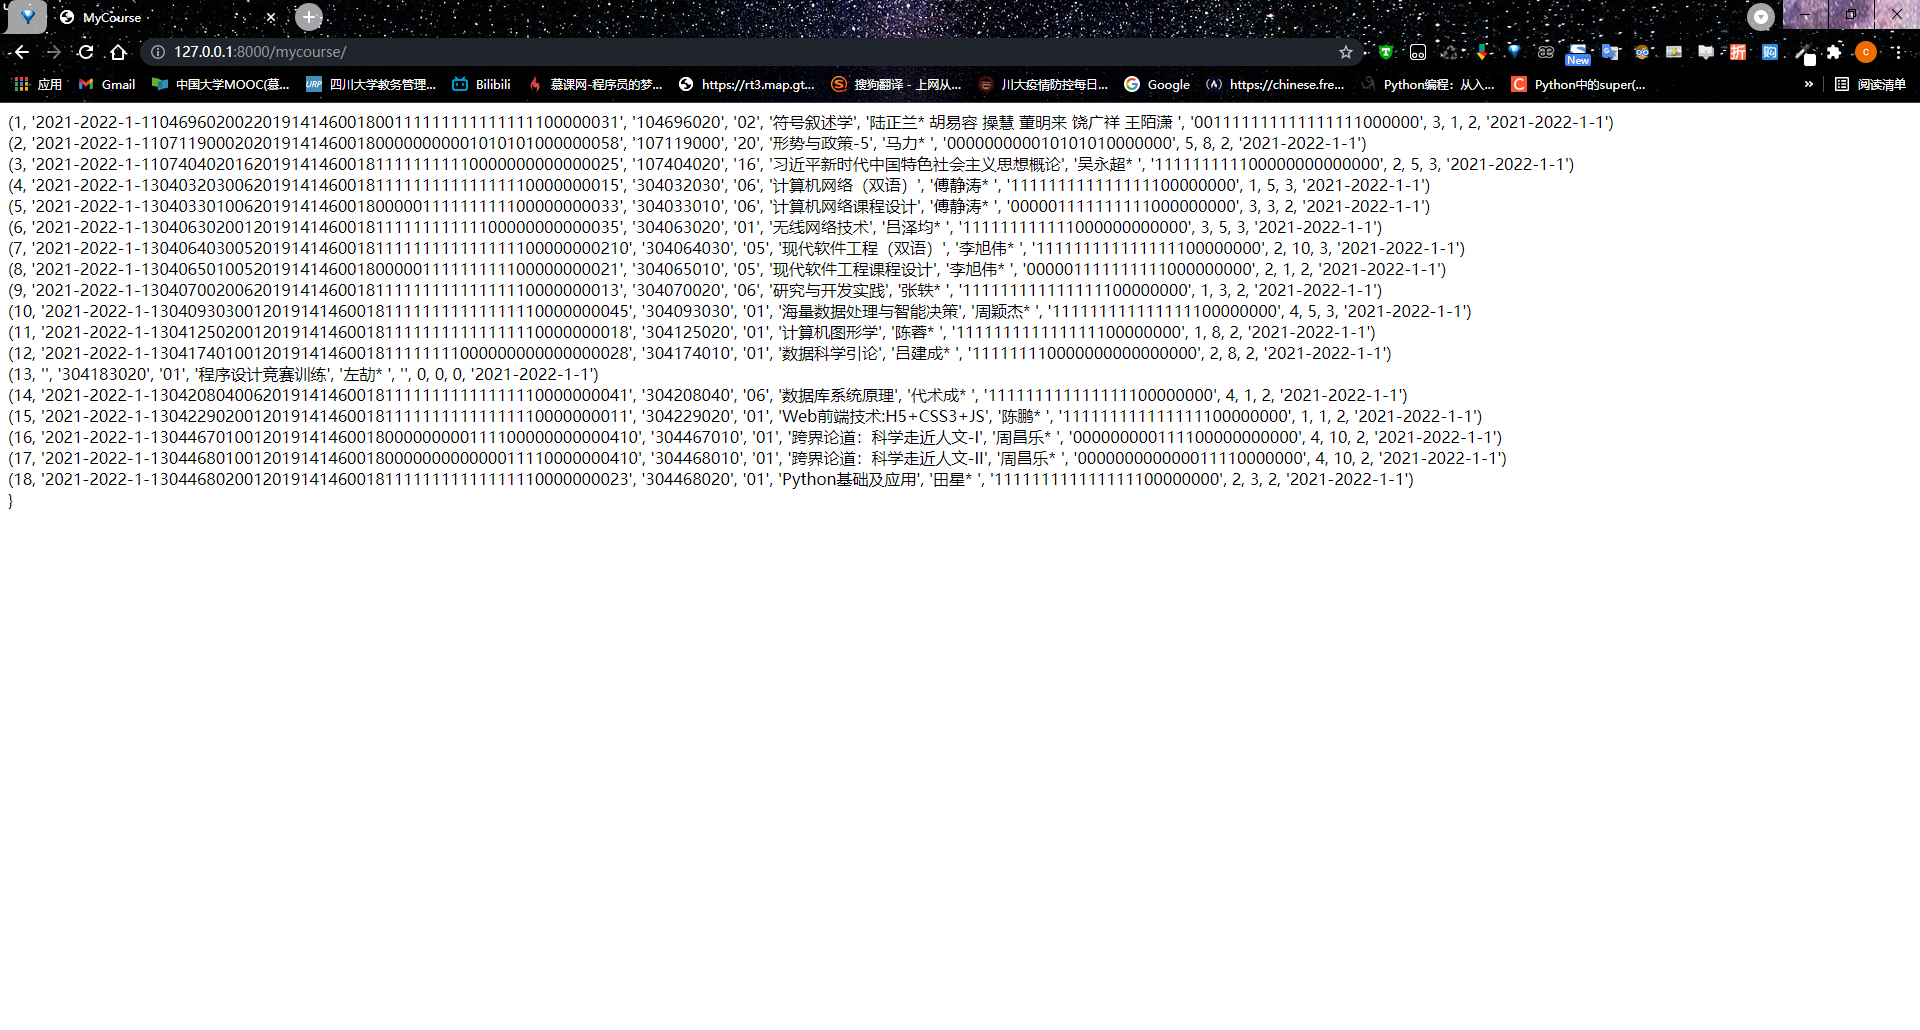 MyCourse
127.0.0.1:8000/mycourse/
New
应用 Gmail 中国大学MOOC(慕... 四川大学教务管理... Bilibili 慕课网-程序员的梦... https://rt3.map.gt... 搜狗翻译 - 上网从... 川大疫情防控每日... Google https://chinese.fre... Python编程：从入... Python中的super(... » 阅读清单
(1, '2021-2022-1-1104696020022019141460018001111111111111111100000031', '104696020', '02', '符号叙述学', '陆正兰* 胡易容 操慧 董明来 饶广祥 王陌潇 ', '001111111111111111000000', 3, 1, 2, '2021-2022-1-1')
(2, '2021-2022-1-110711900020201914146001800000000001010101000000058', '107119000', '20', '形势与政策-5', '马力* ', '000000000010101010000000', 5, 8, 2, '2021-2022-1-1')
(3, '2021-2022-1-1107404020162019141460018111111111100000000000000025', '107404020', '16', '习近平新时代中国特色社会主义思想概论', '吴永超* ', '111111111100000000000000', 2, 5, 3, '2021-2022-1-1')
(4, '2021-2022-1-1304032030062019141460018111111111111111110000000015', '304032030', '06', '计算机网络（双语）', '傅静涛* ', '111111111111111100000000', 1, 5, 3, '2021-2022-1-1')
(5, '2021-2022-1-1304033010062019141460018000001111111111000000000033', '304033010', '06', '计算机网络课程设计', '傅静涛* ', '000001111111111000000000', 3, 3, 2, '2021-2022-1-1')
(6, '2021-2022-1-1304063020012019141460018111111111111000000000000035', '304063020', '01', '无线网络技术', '吕泽均* ', '111111111111000000000000', 3, 5, 3, '2021-2022-1-1')
(7, '2021-2022-1-1304064030052019141460018111111111111111100000000210', '304064030', '05', '现代软件工程（双语）', '李旭伟* ', '111111111111111100000000', 2, 10, 3, '2021-2022-1-1')
(8, '2021-2022-1-1304065010052019141460018000001111111111000000000021', '304065010', '05', '现代软件工程课程设计', '李旭伟* ', '000001111111111000000000', 2, 1, 2, '2021-2022-1-1')
(9, '2021-2022-1-1304070020062019141460018111111111111111100000000013', '304070020', '06', '研究与开发实践', '张轶* ', '111111111111111100000000', 1, 3, 2, '2021-2022-1-1')
(10, '2021-2022-1-1304093030012019141460018111111111111111100000000045', '304093030', '01', '海量数据处理与智能决策', '周颖杰* ', '111111111111111100000000', 4, 5, 3, '2021-2022-1-1')
(11, '2021-2022-1-1304125020012019141460018111111111111111100000000018', '304125020', '01', '计算机图形学', '陈蓉* ', '111111111111111100000000', 1, 8, 2, '2021-2022-1-1')
(12, '2021-2022-1-1304174010012019141460018111111110000000000000000028', '304174010', '01', '数据科学引论', '吕建成* ', '111111110000000000000000', 2, 8, 2, '2021-2022-1-1')
(13, '', '304183020', '01', '程序设计竞赛训练', '左劼* ', '', 0, 0, 0, '2021-2022-1-1')
(14, '2021-2022-1-1304208040062019141460018111111111111111100000000041', '304208040', '06', '数据库系统原理', '代术成* ', '111111111111111100000000', 4, 1, 2, '2021-2022-1-1')
(15, '2021-2022-1-1304229020012019141460018111111111111111100000000011', '304229020', '01', 'Web前端技术:H5+CSS3+JS', '陈鹏* ', '111111111111111100000000', 1, 1, 2, '2021-2022-1-1')
(16, '2021-2022-1-1304467010012019141460018000000000111100000000000410', '304467010', '01', '跨界论道：科学走近人文-I', '周昌乐* ', '000000000111100000000000', 4, 10, 2, '2021-2022-1-1')
(17, '2021-2022-1-1304468010012019141460018000000000000011110000000410', '304468010', '01', '跨界论道：科学走近人文-II', '周昌乐* ', '000000000000011110000000', 4, 10, 2, '2021-2022-1-1')
(18, '2021-2022-1-1304468020012019141460018111111111111111100000000023', '304468020', '01', 'Python基础及应用', '田星* ', '111111111111111100000000', 2, 3, 2, '2021-2022-1-1')
}